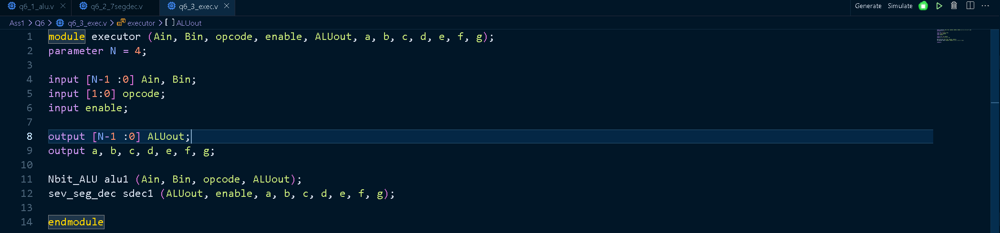 q6_1_alu.v q6_2_7segdec.v q6_3_exec.v Generate Simulate
Ass1 > Q6 > q6_3_exec.v > executor > [ ] ALUout
1 module executor (Ain, Bin, opcode, enable, ALUout, a, b, c, d, e, f, g);
2 parameter N = 4;
3
4 input [N-1 :0] Ain, Bin;
5 input [1:0] opcode;
6 input enable;
7
8 output [N-1 :0] ALUout;
9 output a, b, c, d, e, f, g;
10
11 Nbit_ALU alu1 (Ain, Bin, opcode, ALUout);
12 sev_seg_dec sdec1 (ALUout, enable, a, b, c, d, e, f, g);
13
14 endmodule